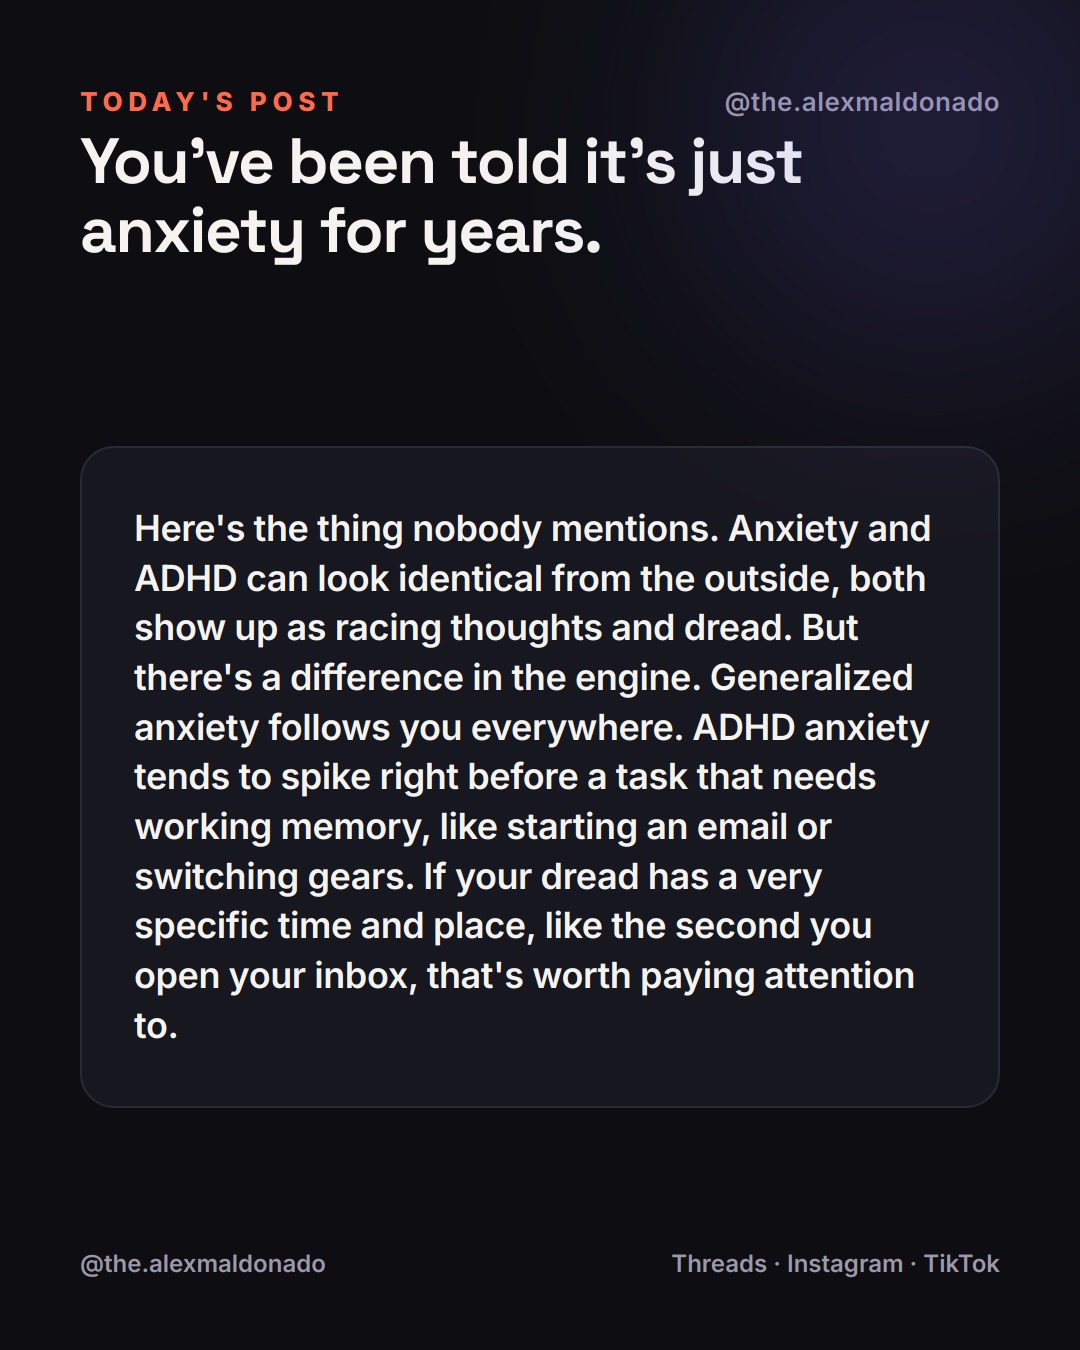 TODAY'S POST
@the.alexmaldonado
You’ve been told it’s just
anxiety for years.
Here's the thing nobody mentions. Anxiety and
ADHD can look identical from the outside, both
show up as racing thoughts and dread. But
there's a difference in the engine. Generalized
anxiety follows you everywhere. ADHD anxiety
tends to spike right before a task that needs
working memory, like starting an email or
switching gears. If your dread has a very
specific time and place, like the second you
open your inbox, that's worth paying attention
to.
@the.alexmaldonado
Threads · Instagram · TikTok